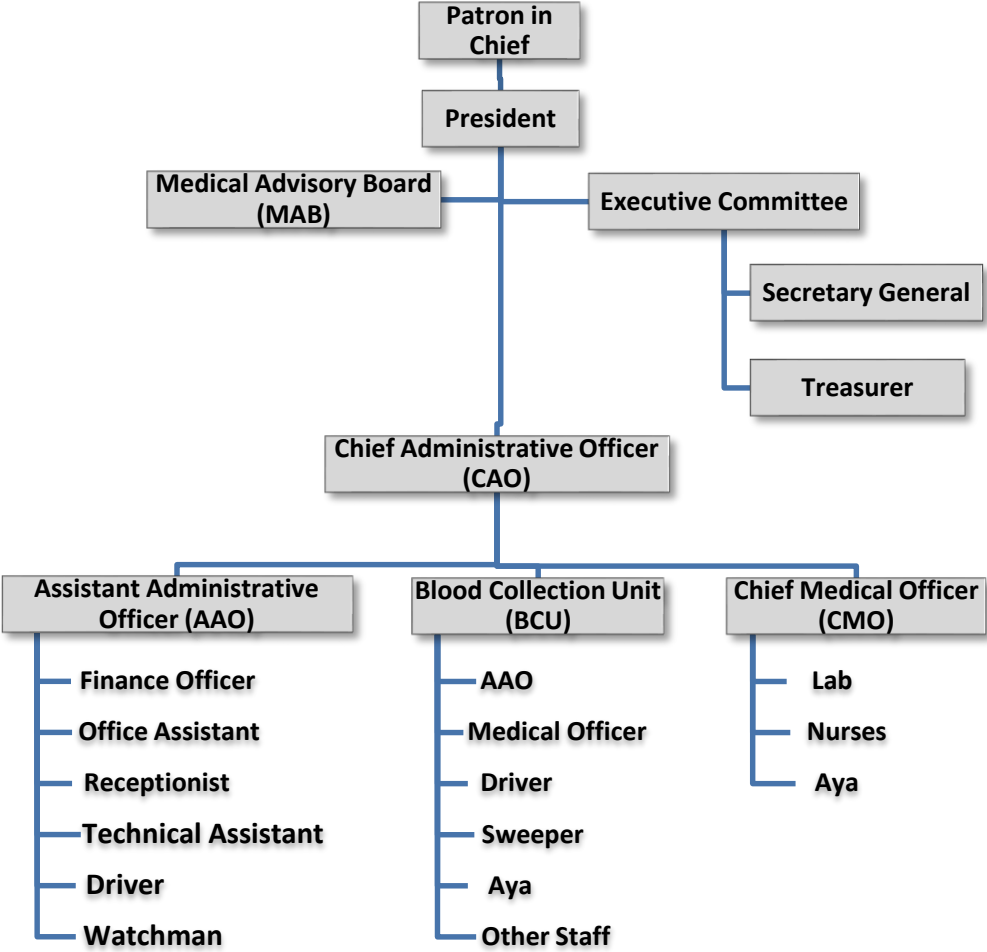 Patron in
Chief
President
Medical Advisory Board
(MAB)
Executive Committee
Secretary General
Treasurer
Chief Administrative Officer
(CAO)
Assistant Administrative
Officer (AAO)
Finance Officer
Office Assistant
Receptionist
Technical Assistant
Driver
Watchman
Blood Collection Unit
(BCU)
AAO
Medical Officer
Driver
Sweeper
Aya
Other Staff
Chief Medical Officer
(CMO)
Lab
Nurses
Aya